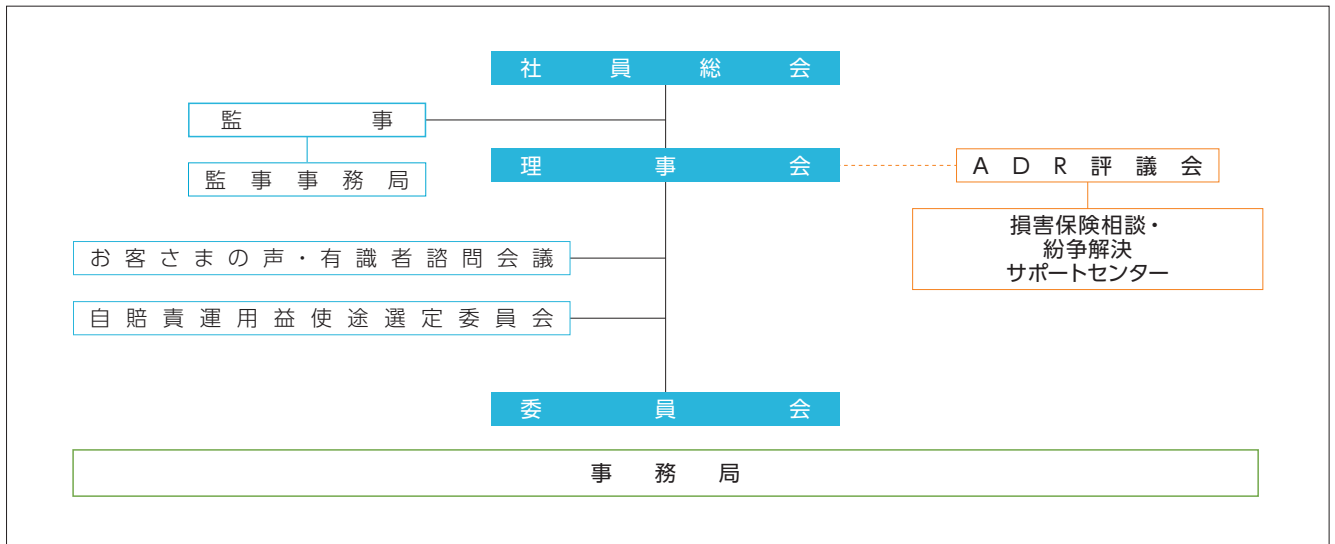 社員総会
監事
監事事務局
理事会
ADR評議会
損害保険相談・
紛争解決
サポートセンター
お客さまの声・有識者諮問会議
自賠責運用益使途選定委員会
委員会
事務局